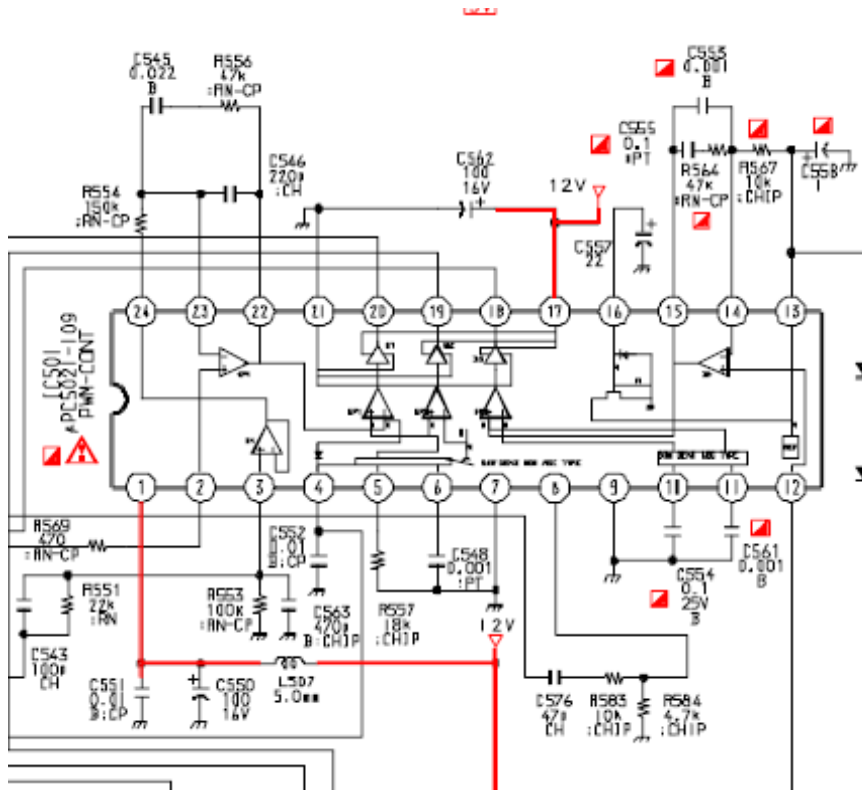 C545
0.022
B
R556
47k
:RN-CP
C553
0.001
B
C546
220p
:CH
C562
100
16V
C555
0.1
*PT
12V
R564
47k
:RN-CP
R567
10k
:CHIP
C558
1
R554
150k
:RN-CP
C557
22
24
23
22
21
20
19
18
17
16
15
14
13
IC501
µPC5021-109
PWN-CONT
1
2
3
4
5
6
7
8
9
10
11
12
R569
470
:RN-CP
C552
0.01
B:CP
C548
0.001
:PT
C554
0.1
25V
B
C561
0.001
B
R551
22k
:RN
R553
100k
:RN-CP
C563
470p
B:CHIP
R557
18k
:CHIP
12V
C543
100p
CH
C551
0.01
B:CP
C550
100
16V
L507
5.0mm
C576
47p
CH
R583
10k
:CHIP
R584
4.7k
:CHIP